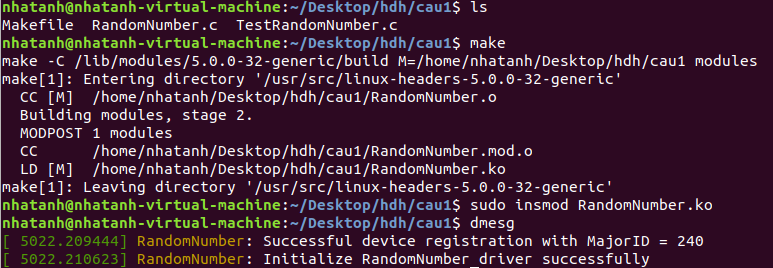 nhatanh@nhatanh-virtual-machine:~/Desktop/hdh/cau1$ ls
Makefile  RandomNumber.c  TestRandomNumber.c
nhatanh@nhatanh-virtual-machine:~/Desktop/hdh/cau1$ make
make -C /lib/modules/5.0.0-32-generic/build M=/home/nhatanh/Desktop/hdh/cau1 modules
make[1]: Entering directory '/usr/src/linux-headers-5.0.0-32-generic'
  CC [M]  /home/nhatanh/Desktop/hdh/cau1/RandomNumber.o
  Building modules, stage 2.
  MODPOST 1 modules
  CC      /home/nhatanh/Desktop/hdh/cau1/RandomNumber.mod.o
  LD [M]  /home/nhatanh/Desktop/hdh/cau1/RandomNumber.ko
make[1]: Leaving directory '/usr/src/linux-headers-5.0.0-32-generic'
nhatanh@nhatanh-virtual-machine:~/Desktop/hdh/cau1$ sudo insmod RandomNumber.ko
nhatanh@nhatanh-virtual-machine:~/Desktop/hdh/cau1$ dmesg
[ 5022.209444] RandomNumber: Successful device registration with MajorID = 240
[ 5022.210623] RandomNumber: Initialize RandomNumber_driver successfully